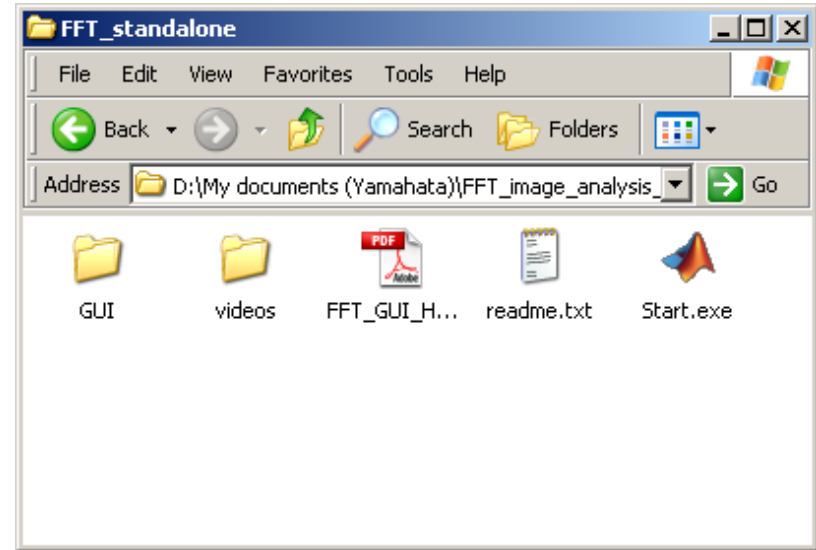 FFT_standalone
File Edit View Favorites Tools Help
Back Search Folders
Address D:\My documents (Yamahata)\FFT_image_analysis_ Go
PDF
Adobe
GUI videos FFT_GUI_H... readme.txt Start.exe